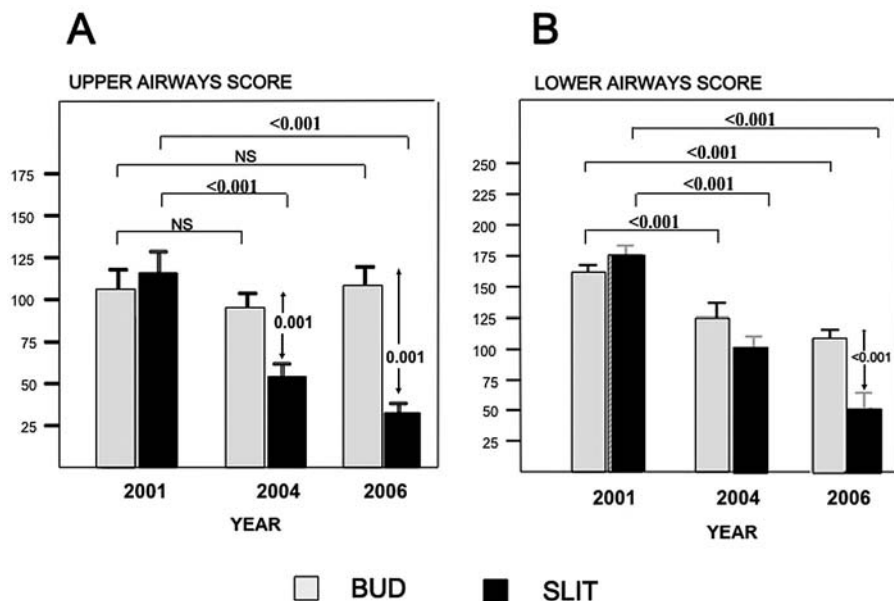 A
UPPER AIRWAYS SCORE
<0.001
NS
<0.001
NS
175
150
125
100
75
50
25
0.001
0.001
2001 2004 2006
YEAR
B
LOWER AIRWAYS SCORE
<0.001
<0.001
<0.001
<0.001
250
225
200
175
150
125
100
75
50
25
<0.001
2001 2004 2006
YEAR
BUD SLIT